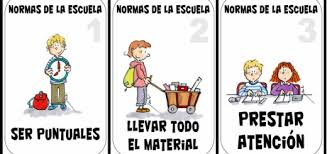 NORMAS DE LA ESCUELA
1
SER PUNTUALES
NORMAS DE LA ESCUELA
2
LLEVAR TODO
EL MATERIAL
NORMAS DE LA ESCUELA
3
PRESTAR
ATENCIÓN